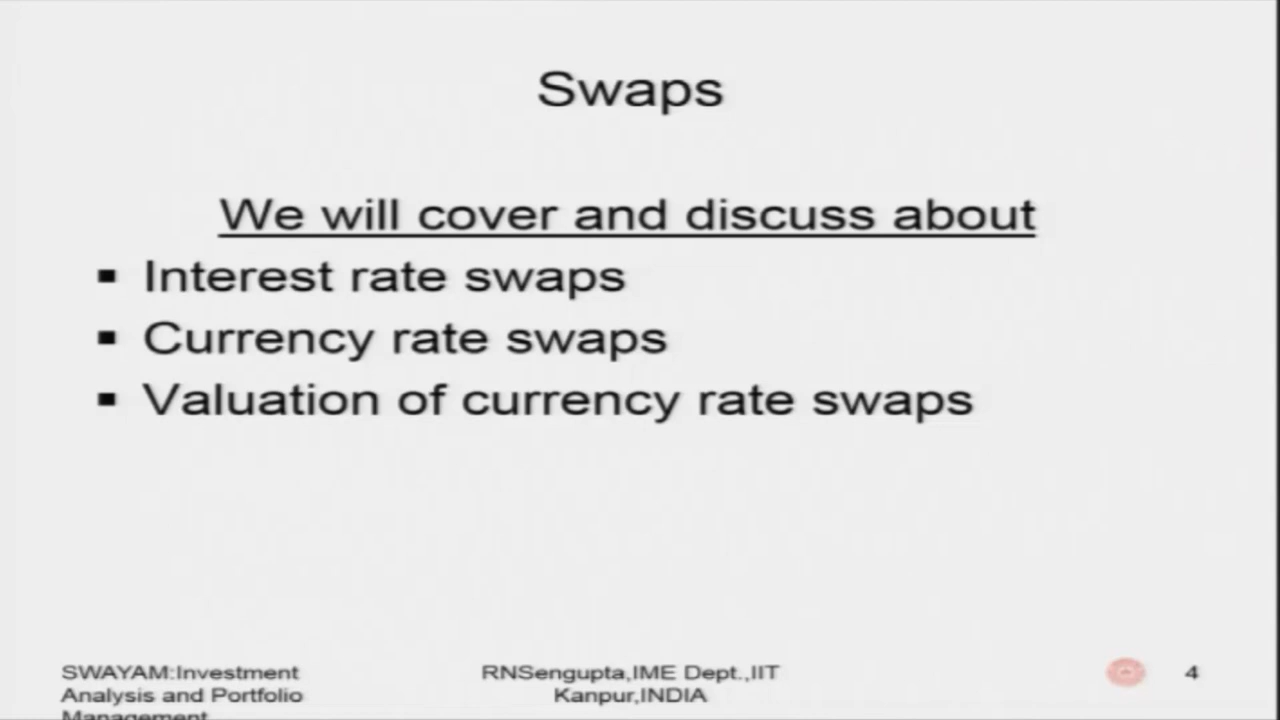 Swaps
We will cover and discuss about
▪ Interest rate swaps
▪ Currency rate swaps
▪ Valuation of currency rate swaps
SWAYAM:Investment
Analysis and Portfolio
Management
RNSengupta,IME Dept.,IIT
Kanpur,INDIA
4